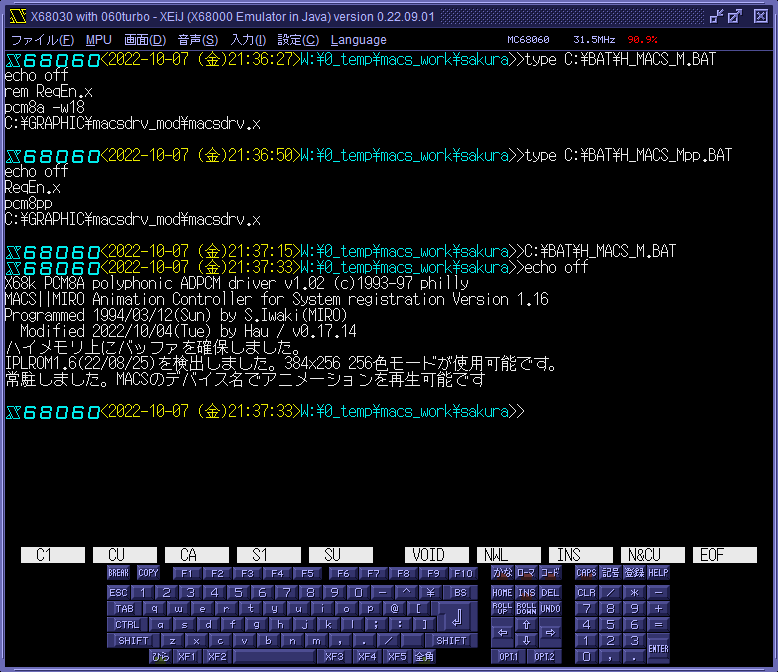 X68030 with 060turbo - XEiJ (X68000 Emulator in Java) version 0.22.09.01
ファイル(F) MPU 画面(D) 音声(S) 入力(I) 設定(C) Language MC68060 31.5MHz 90.9%
X68060<2022-10-07 (金)21:36:27>W:¥0_temp¥macs_work¥sakura>>type C:¥BAT¥H_MACS_M.BAT
echo off
rem ReqEn.x
pcm8a -w18
C:¥GRAPHIC¥macsdrv_mod¥macsdrv.x
X68060<2022-10-07 (金)21:36:50>W:¥0_temp¥macs_work¥sakura>>type C:¥BAT¥H_MACS_Mpp.BAT
echo off
ReqEn.x
pcm8pp
C:¥GRAPHIC¥macsdrv_mod¥macsdrv.x
X68060<2022-10-07 (金)21:37:15>W:¥0_temp¥macs_work¥sakura>>C:¥BAT¥H_MACS_M.BAT
X68060<2022-10-07 (金)21:37:33>W:¥0_temp¥macs_work¥sakura>>echo off
X68k PCM8A polyphonic ADPCM driver v1.02 (c)1993-97 philly
MACS||MIRO Animation Controller for System registration Version 1.16
Programmed 1994/03/12(Sun) by S.Iwaki(MIRO)
Modified 2022/10/04(Tue) by Hau / v0.17.14
ハイメモリ上にバッファを確保しました。
IPLROM1.6(22/08/25)を検出しました。384x256 256色モードが使用可能です。
常駐しました。MACSのデバイス名でアニメーションを再生可能です
X68060<2022-10-07 (金)21:37:33>W:¥0_temp¥macs_work¥sakura>>
C1 CU CA S1 SU VOID NWL INS N&CU EOF
BREAK COPY F1 F2 F3 F4 F5 F6 F7 F8 F9 F10 かな ローマ コード CAPS 記号 登録 HELP
ESC 1 2 3 4 5 6 7 8 9 0 - ^ ¥ BS HOME INS DEL CLR / * -
TAB q w e r t y u i o p @ [ ROLL UP ROLL DOWN UNDO 7 8 9 +
CTRL a s d f g h j k l ; : ] ← ↑ → 4 5 6 =
SHIFT z x c v b n m , . / SHIFT ↓ 1 2 3 ENTER
ひら XF1 XF2 XF3 XF4 XF5 全角 OPT.1 OPT.2 0 , .